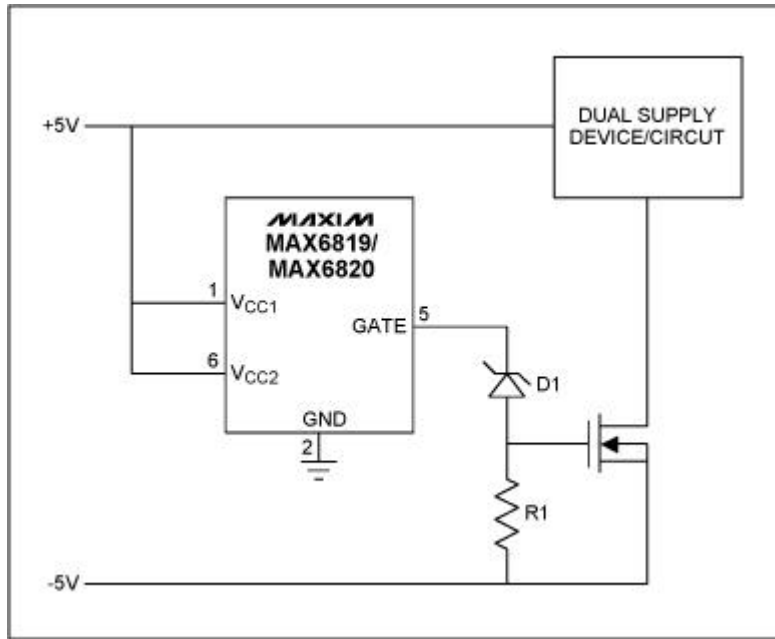 +5V
DUAL SUPPLY
DEVICE/CIRCUT
MAXIM
MAX6819/
MAX6820
1
VCC1
5
GATE
6
VCC2
D1
GND
2
R1
-5V